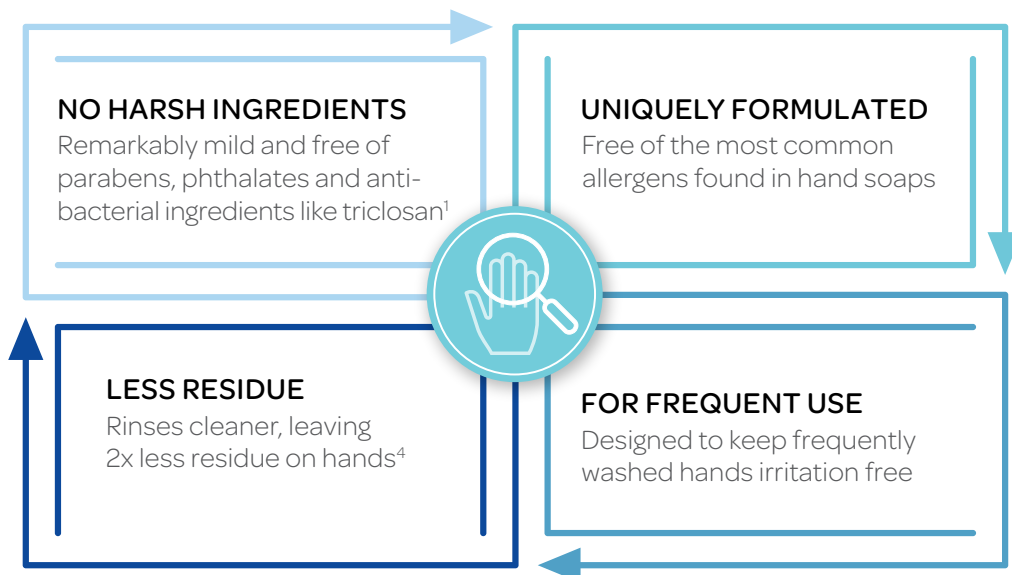 NO HARSH INGREDIENTS
Remarkably mild and free of
parabens, phthalates and anti-
bacterial ingredients like triclosan¹
UNIQUELY FORMULATED
Free of the most common
allergens found in hand soaps
LESS RESIDUE
Rinses cleaner, leaving
2x less residue on hands⁴
FOR FREQUENT USE
Designed to keep frequently
washed hands irritation free